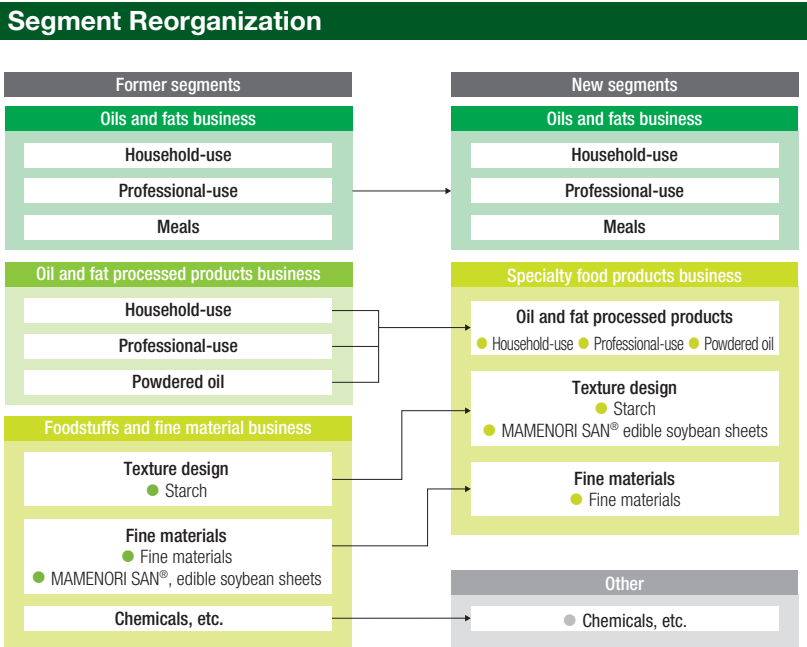 Segment Reorganization
Former segments
Oils and fats business
Household-use
Professional-use
Meals
Oil and fat processed products business
Household-use
Professional-use
Powdered oil
Foodstuffs and fine material business
Texture design
● Starch
Fine materials
● Fine materials
● MAMENORI SAN®, edible soybean sheets
Chemicals, etc.
New segments
Oils and fats business
Household-use
Professional-use
Meals
Specialty food products business
Oil and fat processed products
● Household-use ● Professional-use ● Powdered oil
Texture design
● Starch
● MAMENORI SAN® edible soybean sheets
Fine materials
● Fine materials
Other
● Chemicals, etc.